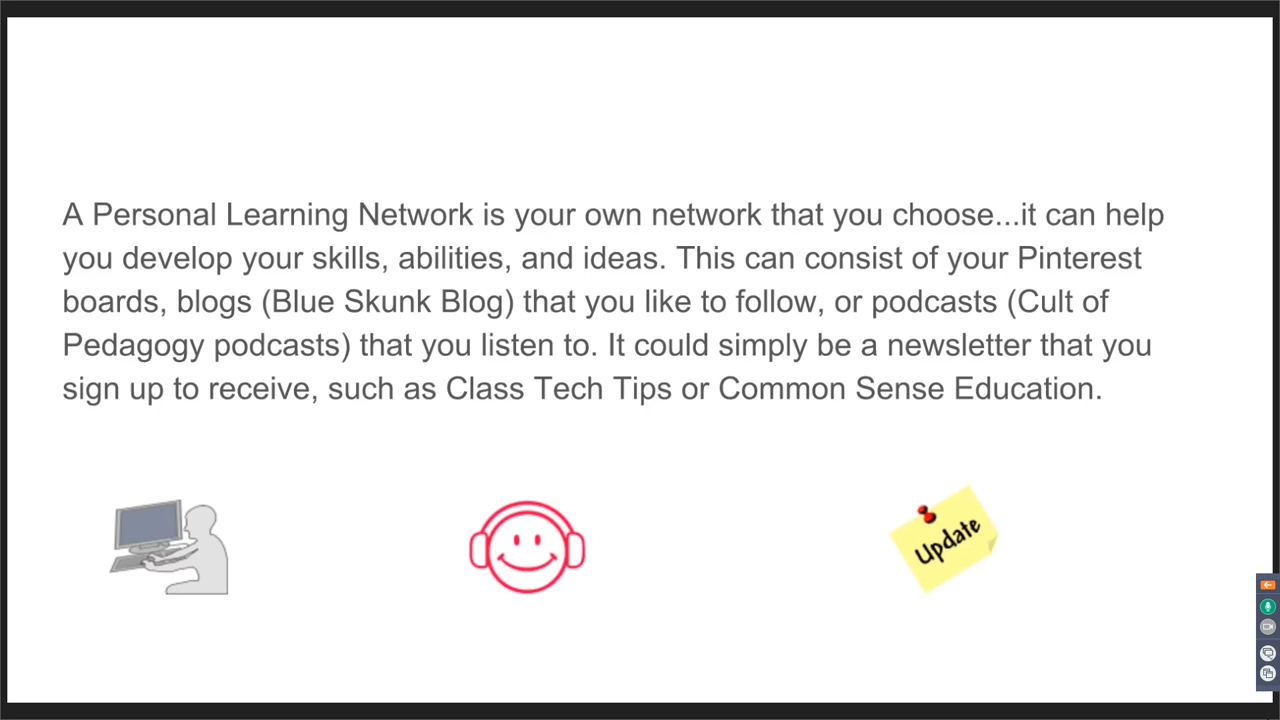 A Personal Learning Network is your own network that you choose...it can help
you develop your skills, abilities, and ideas. This can consist of your Pinterest
boards, blogs (Blue Skunk Blog) that you like to follow, or podcasts (Cult of
Pedagogy podcasts) that you listen to. It could simply be a newsletter that you
sign up to receive, such as Class Tech Tips or Common Sense Education.
Update